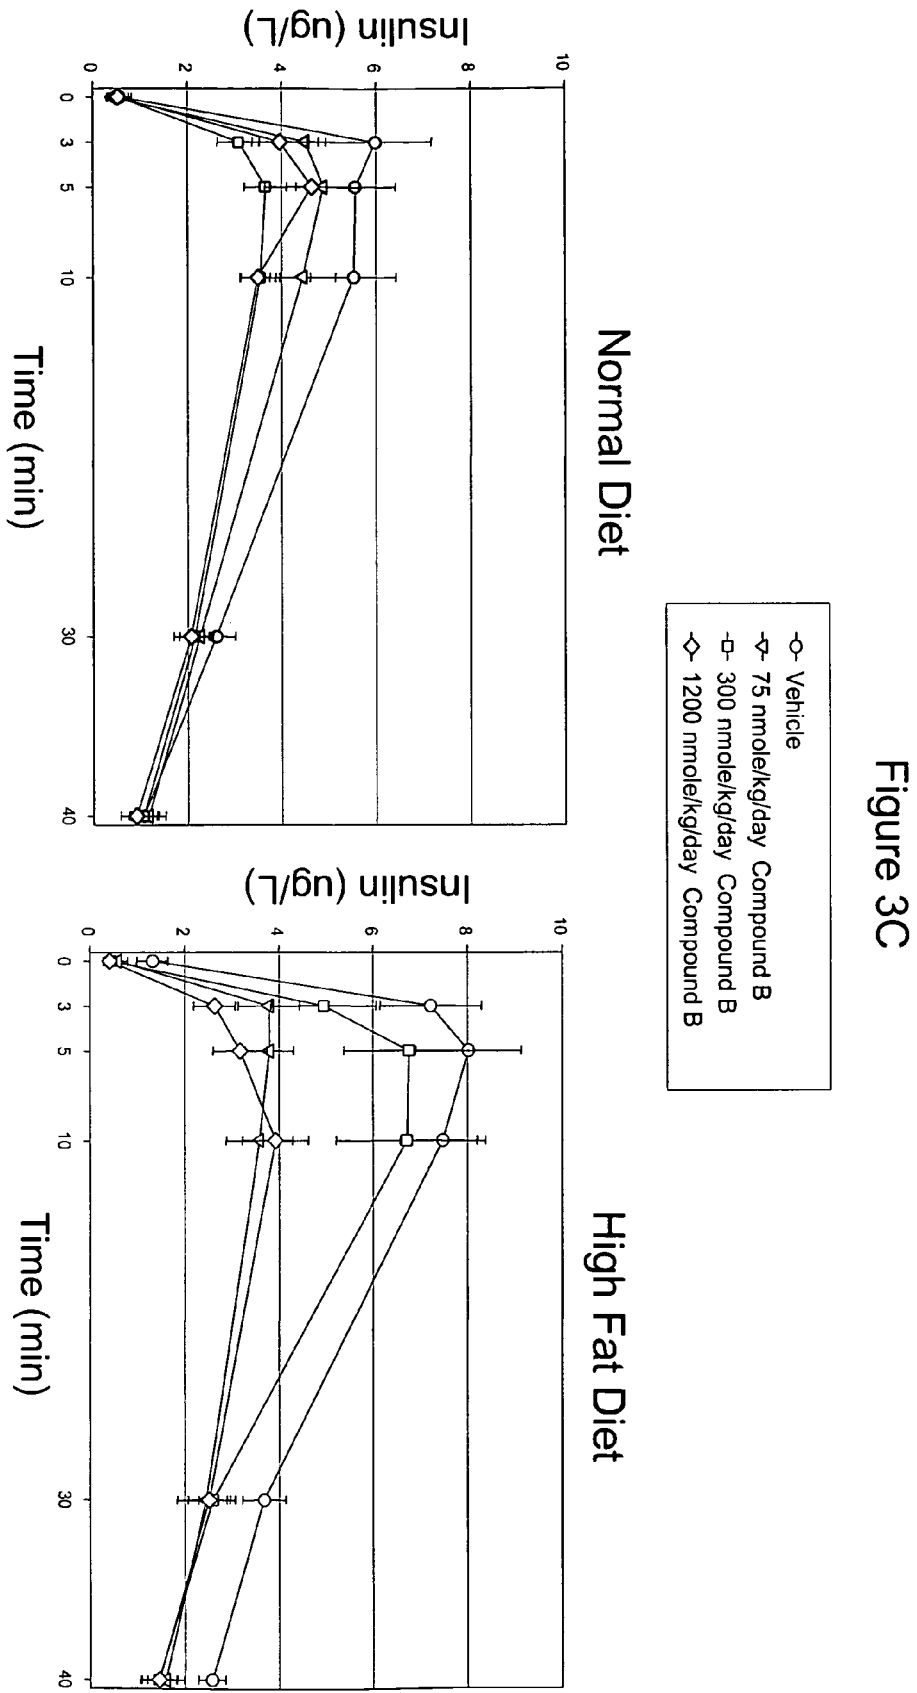 Figure 3C
Vehicle
75 nmole/kg/day Compound B
300 nmole/kg/day Compound B
1200 nmole/kg/day Compound B
Normal Diet
Insulin (ug/L)
10
8
6
4
2
0
0
3
5
10
30
40
Time (min)
High Fat Diet
Insulin (ug/L)
10
8
6
4
2
0
0
3
5
10
30
40
Time (min)